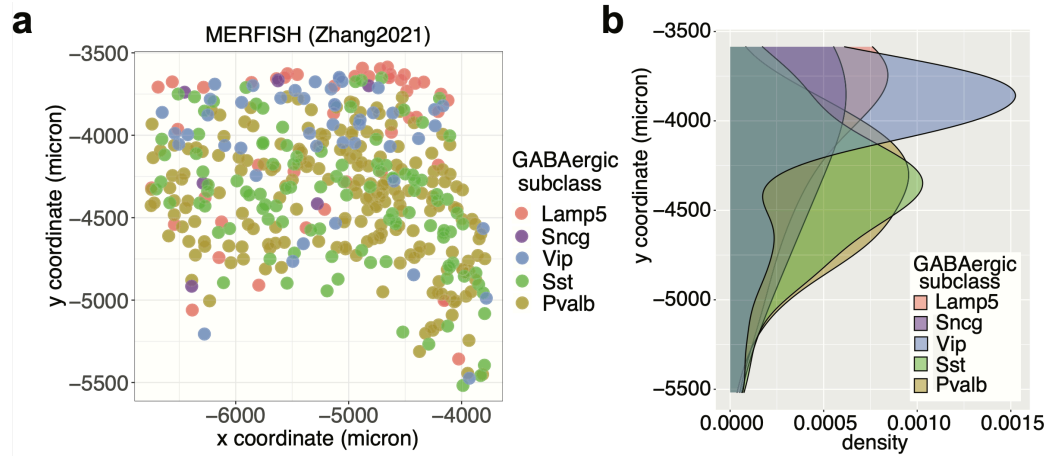 a
MERFISH (Zhang2021)
−3500
−4000
−4500
−5000
−5500
y coordinate (micron)
−6000 −5000 −4000
x coordinate (micron)
GABAergic
subclass
Lamp5
Sncg
Vip
Sst
Pvalb
b
−3500
−4000
−4500
−5000
−5500
y cordinate (micron)
0.0000 0.0005 0.0010 0.0015
density
GABAergic
subclass
Lamp5
Sncg
Vip
Sst
Pvalb